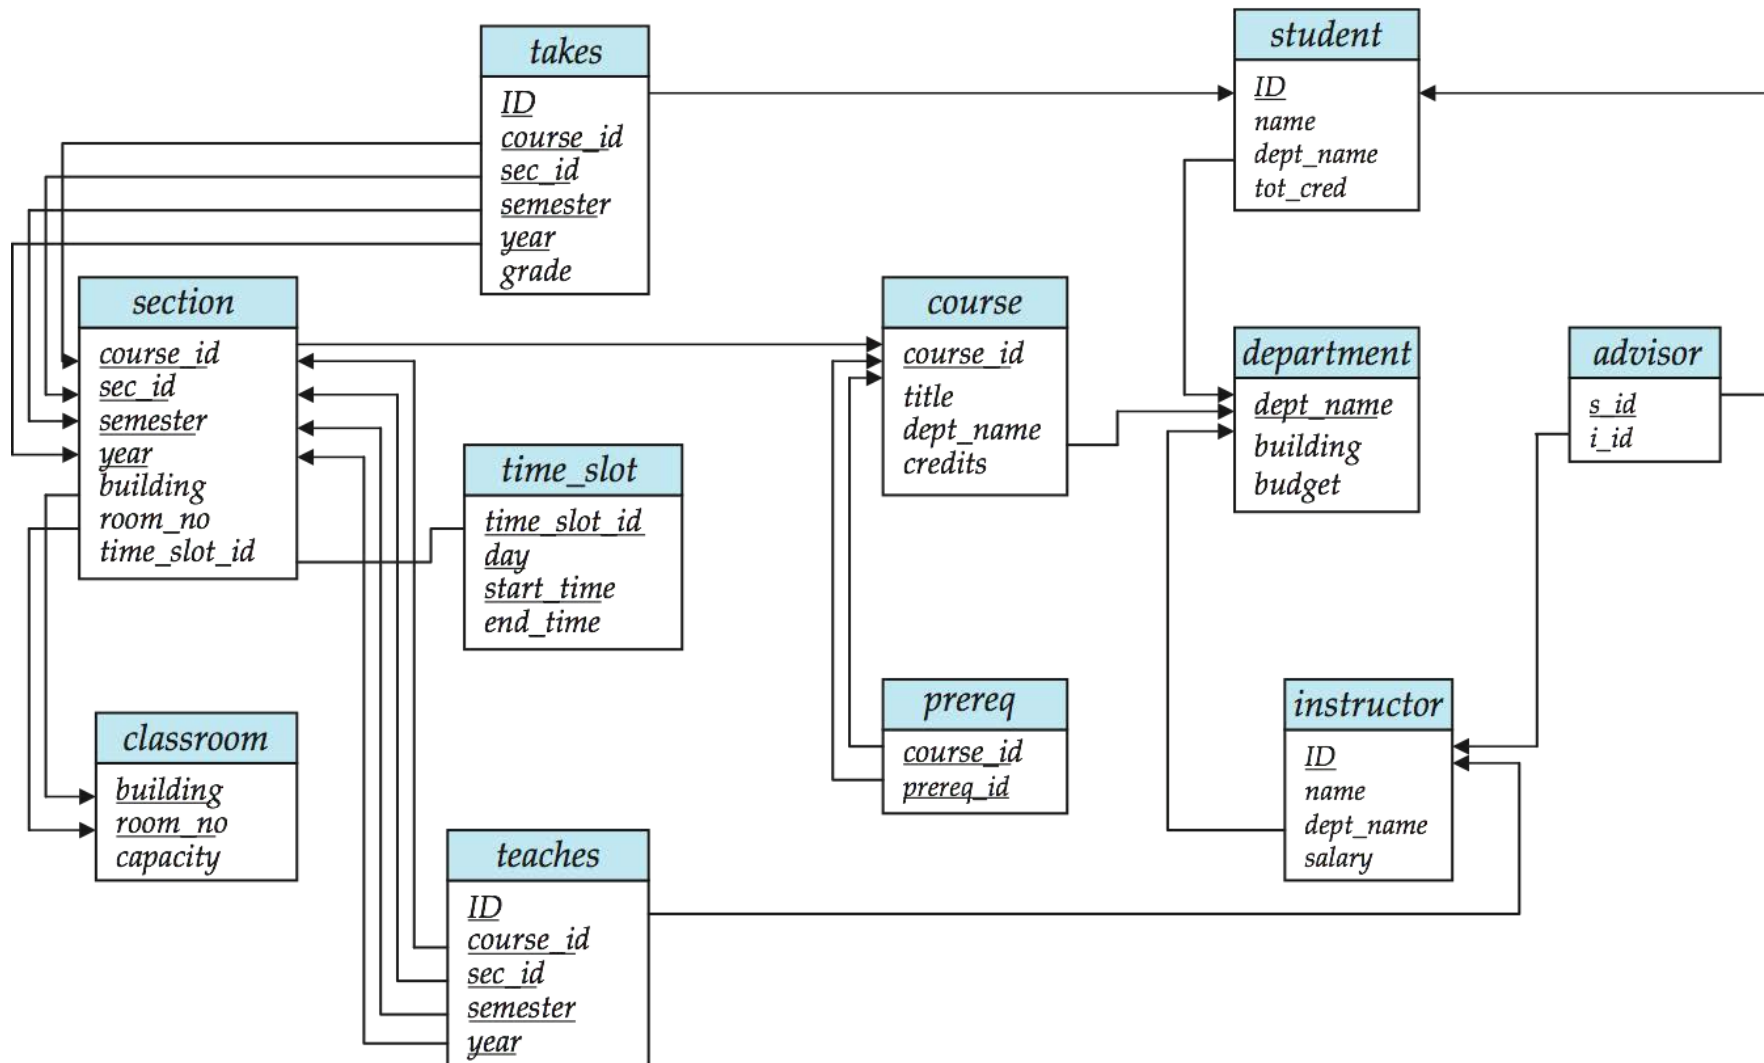 takes
ID
course_id
sec_id
semester
year
grade
student
ID
name
dept_name
tot_cred
section
course_id
sec_id
semester
year
building
room_no
time_slot_id
time_slot
time_slot_id
day
start_time
end_time
course
course_id
title
dept_name
credits
department
dept_name
building
budget
advisor
s_id
i_id
classroom
building
room_no
capacity
prereq
course_id
prereq_id
instructor
ID
name
dept_name
salary
teaches
ID
course_id
sec_id
semester
year